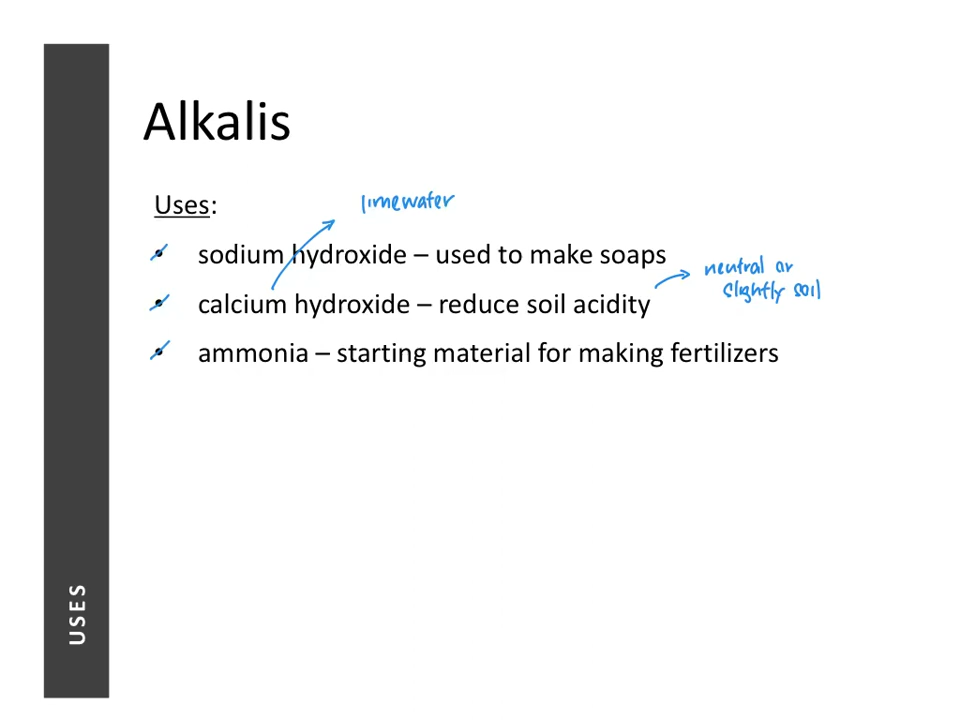 Alkalis
Uses:
limewater
sodium hydroxide – used to make soaps
neutral or
slightly soil
calcium hydroxide – reduce soil acidity
ammonia – starting material for making fertilizers
USES